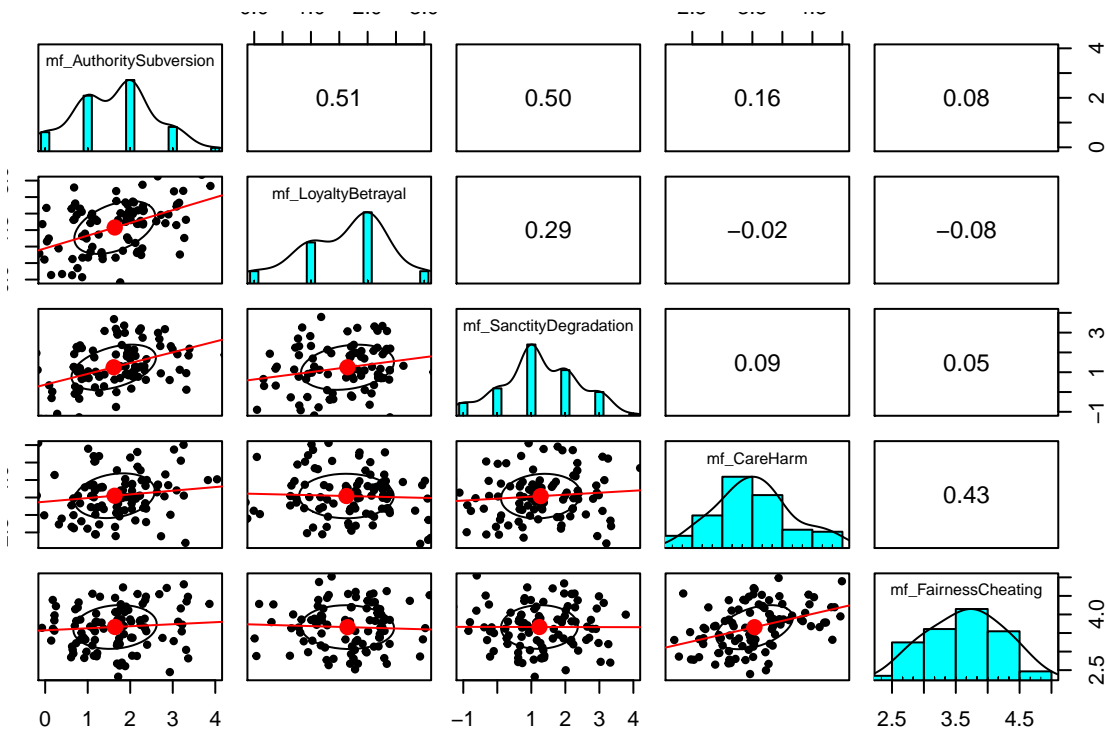 mf_AuthoritySubversion 0.51 0.50 0.16 0.08 0 2 4
mf_LoyaltyBetrayal 0.29 −0.02 −0.08
mf_SanctityDegradation 0.09 0.05 −1 1 3
mf_CareHarm 0.43
mf_FairnessCheating 2.5 4.0
0 1 2 3 4 −1 1 2 3 4 2.5 3.5 4.5